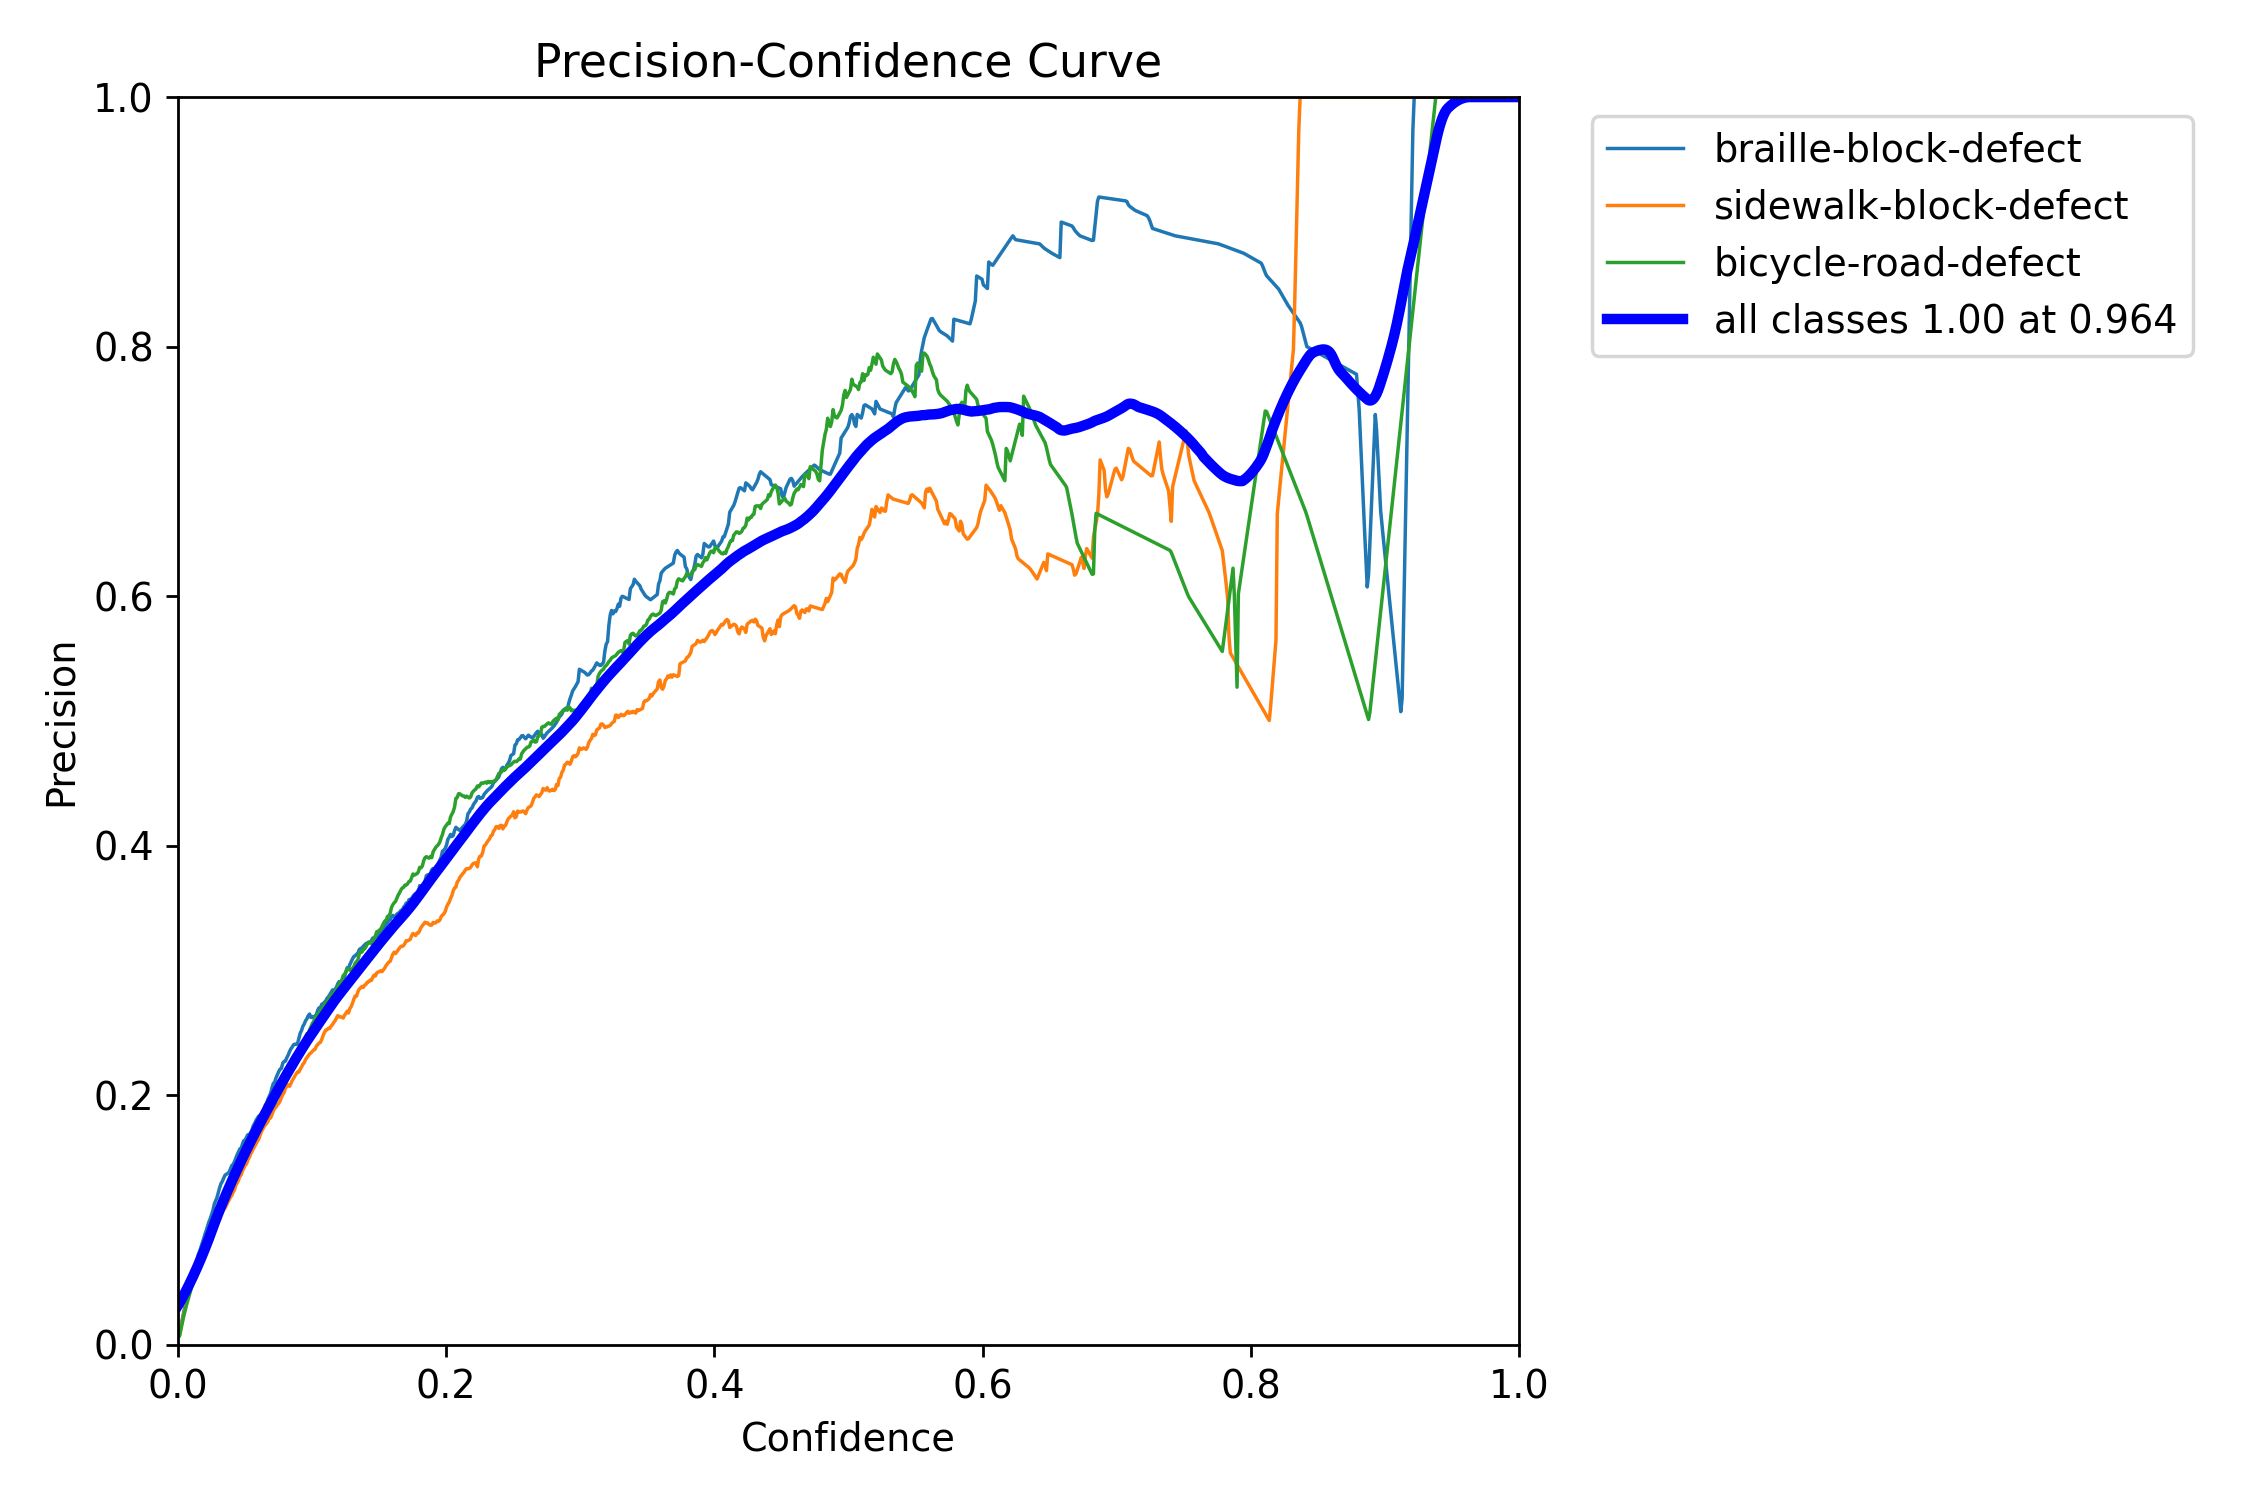 Precision-Confidence Curve
1.0
0.8
0.6
0.4
0.2
0.0
Precision
0.0 0.2 0.4 0.6 0.8 1.0
Confidence
braille-block-defect
sidewalk-block-defect
bicycle-road-defect
all classes 1.00 at 0.964